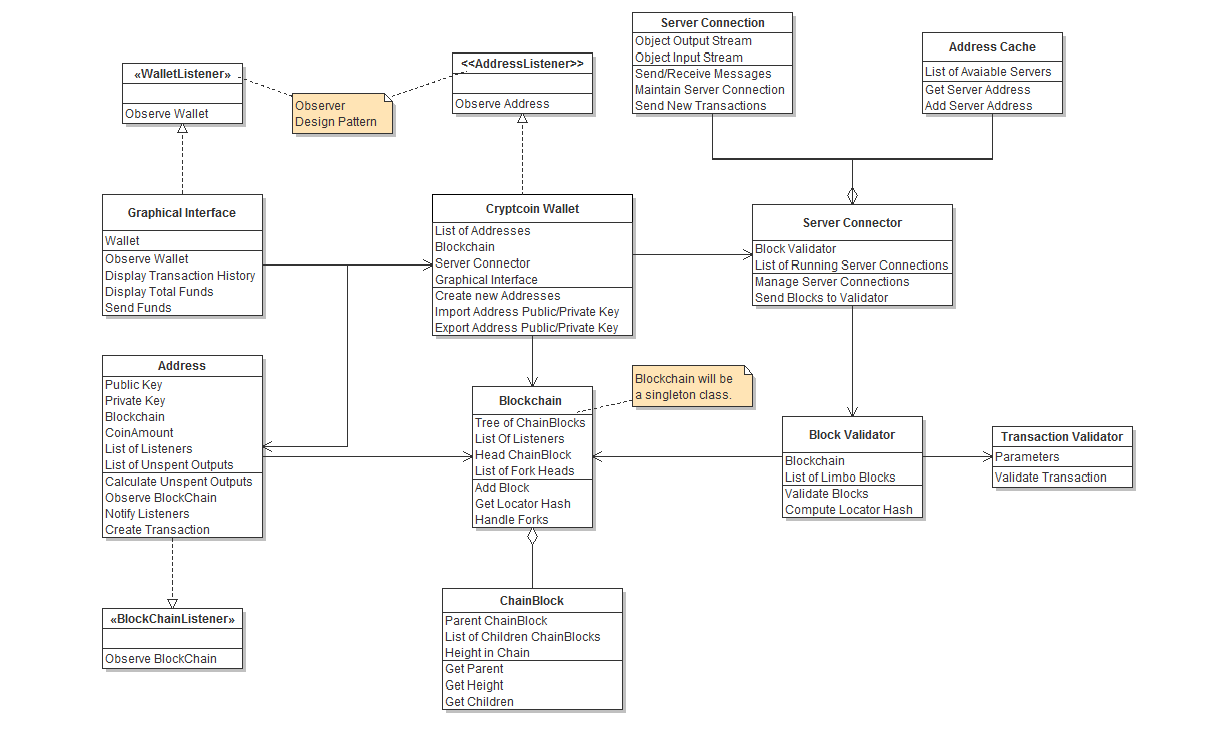 Server Connection
Object Output Stream
Object Input Stream
Send/Receive Messages
Maintain Server Connection
Send New Transactions
Address Cache
List of Avaiable Servers
Get Server Address
Add Server Address
«WalletListener»
Observe Wallet
Observer
Design Pattern
<<AddressListener>>
Observe Address
Graphical Interface
Wallet
Observe Wallet
Display Transaction History
Display Total Funds
Send Funds
Cryptcoin Wallet
List of Addresses
Blockchain
Server Connector
Graphical Interface
Create new Addresses
Import Address Public/Private Key
Export Address Public/Private Key
Server Connector
Block Validator
List of Running Server Connections
Manage Server Connections
Send Blocks to Validator
Address
Public Key
Private Key
Blockchain
CoinAmount
List of Listeners
List of Unspent Outputs
Calculate Unspent Outputs
Observe BlockChain
Notify Listeners
Create Transaction
Blockchain
Tree of ChainBlocks
List Of Listeners
Head ChainBlock
List of Fork Heads
Add Block
Get Locator Hash
Handle Forks
Blockchain will be
a singleton class.
Block Validator
Blockchain
List of Limbo Blocks
Validate Blocks
Compute Locator Hash
Transaction Validator
Parameters
Validate Transaction
«BlockChainListener»
Observe BlockChain
ChainBlock
Parent ChainBlock
List of Children ChainBlocks
Height in Chain
Get Parent
Get Height
Get Children